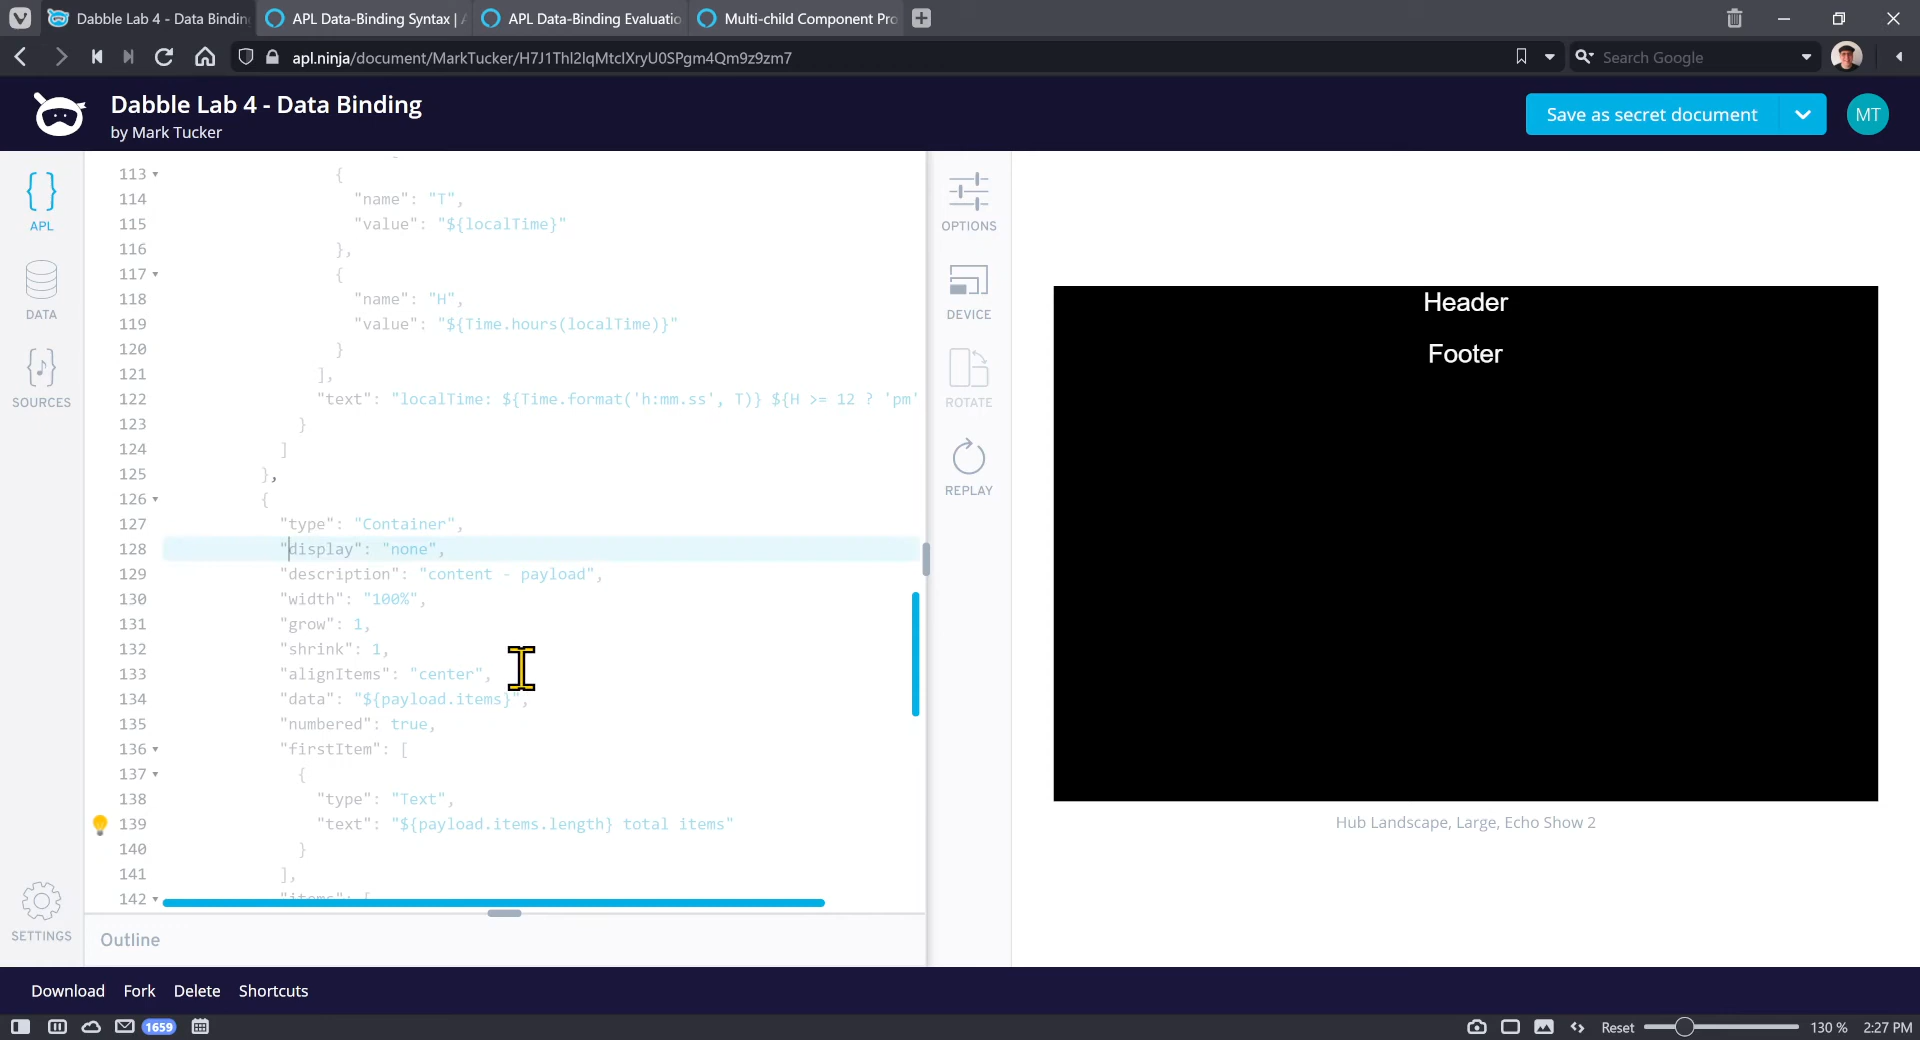 Dabble Lab 4 - Data Bindin
APL Data-Binding Syntax |
APL Data-Binding Evaluatio
Multi-child Component Pro
apl.ninja/document/MarkTucker/H7J1Thl2lqMtclXryU0SPgm4Qm9z9zm7
Search Google
Dabble Lab 4 - Data Binding
by Mark Tucker
Save as secret document
MT
APL
DATA
SOURCES
SETTINGS
113 {
114 "name": "T",
115 "value": "${localTime}"
116 },
117 {
118 "name": "H",
119 "value": "${Time.hours(localTime)}"
120 }
121 ],
122 "text": "localTime: ${Time.format('h:mm.ss', T)} ${H >= 12 ? 'pm'
123 }
124 ]
125 },
126 {
127 "type": "Container",
128 "display": "none",
129 "description": "content - payload",
130 "width": "100%",
131 "grow": 1,
132 "shrink": 1,
133 "alignItems": "center",
134 "data": "${payload.items}",
135 "numbered": true,
136 "firstItem": [
137 {
138 "type": "Text",
139 "text": "${payload.items.length} total items"
140 }
141 ],
142 "items": [
Outline
OPTIONS
DEVICE
ROTATE
REPLAY
Header
Footer
Hub Landscape, Large, Echo Show 2
Download Fork Delete Shortcuts
1659
Reset
130 %
2:27 PM